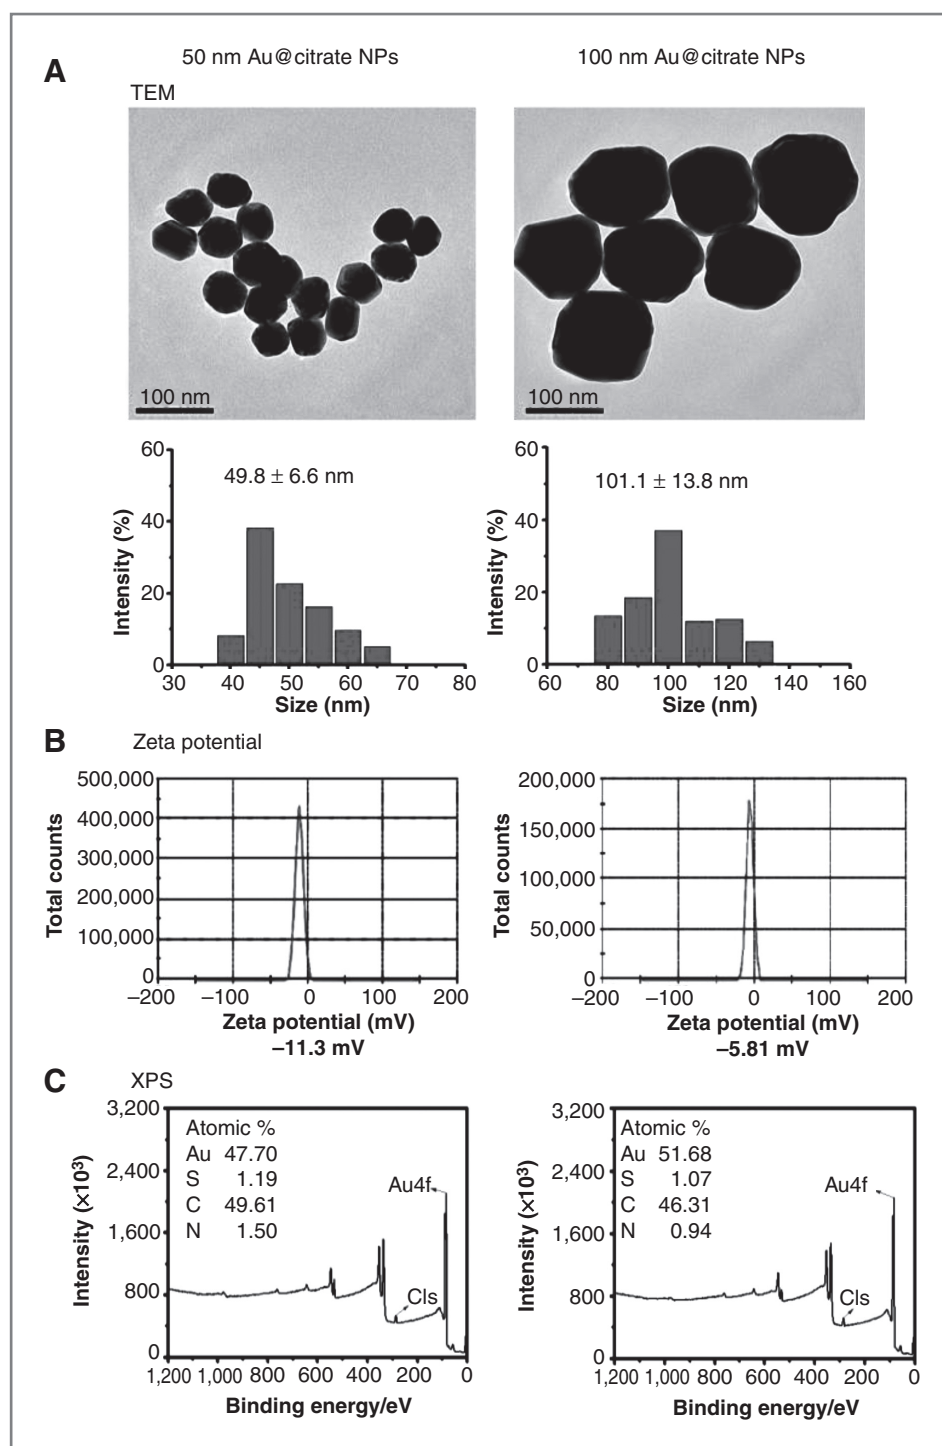 50 nm Au@citrate NPs
100 nm Au@citrate NPs
A
TEM
100 nm
100 nm
60
40
20
0
Intensity (%)
49.8 ± 6.6 nm
30 40 50 60 70 80
Size (nm)
60
40
20
0
Intensity (%)
101.1 ± 13.8 nm
60 80 100 120 140 160
Size (nm)
B
Zeta potential
500,000
400,000
300,000
200,000
100,000
0
Total counts
–200 –100 0 100 200
Zeta potential (mV)
–11.3 mV
200,000
150,000
100,000
50,000
0
Total counts
–200 –100 0 100 200
Zeta potential (mV)
–5.81 mV
C
XPS
3,200
2,400
1,600
800
0
Intensity (×10³)
Atomic %
Au 47.70
S 1.19
C 49.61
N 1.50
Au4f
Cls
1,200 1,000 800 600 400 200 0
Binding energy/eV
3,200
2,400
1,600
800
0
Intensity (×10³)
Atomic %
Au 51.68
S 1.07
C 46.31
N 0.94
Au4f
Cls
1,200 1,000 800 600 400 200 0
Binding energy/eV